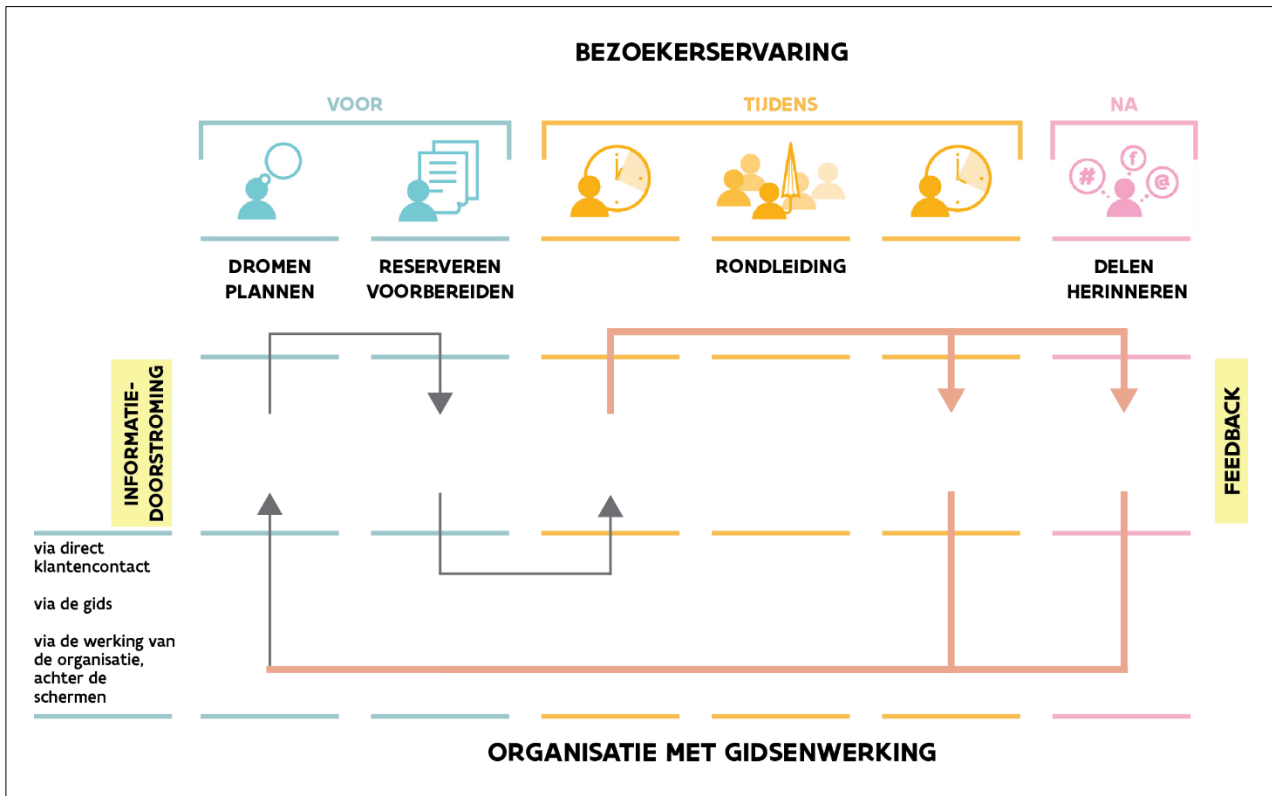 BEZOEKERSERVARING
VOOR
TIJDENS
NA
#
f
@
DROMEN
PLANNEN
RESERVEREN
VOORBEREIDEN
RONDLEIDING
DELEN
HERINNEREN
INFORMATIE-
DOORSTROMING
FEEDBACK
via direct
klantencontact
via de gids
via de werking van
de organisatie,
achter de
schermen
ORGANISATIE MET GIDSENWERKING